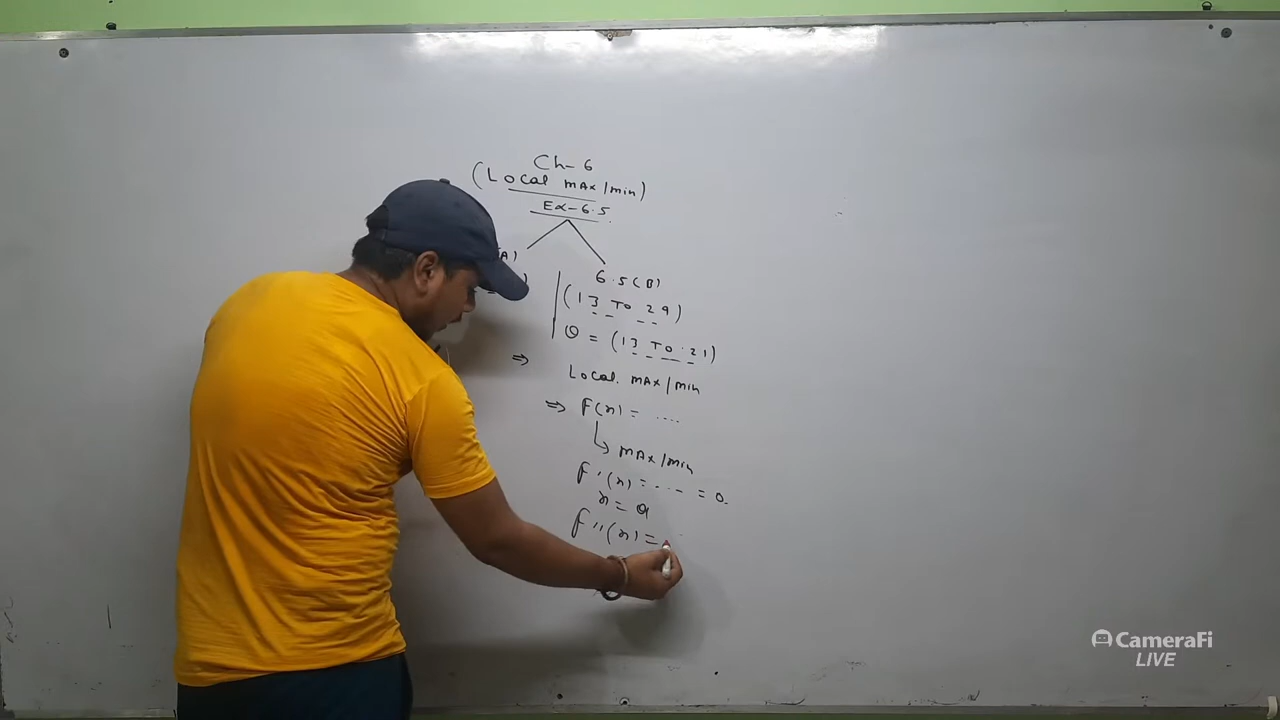 Ch-6
(Local max/min)
Ex-6.5
A)
6.5(B)
(13 TO 29)
Q = (13 TO 21)
⇒
Local max/min
⇒ F(x) = ....
↳ max/min
F'(x) = .... = 0.
x = a
F''(x) =
CameraFi
LIVE